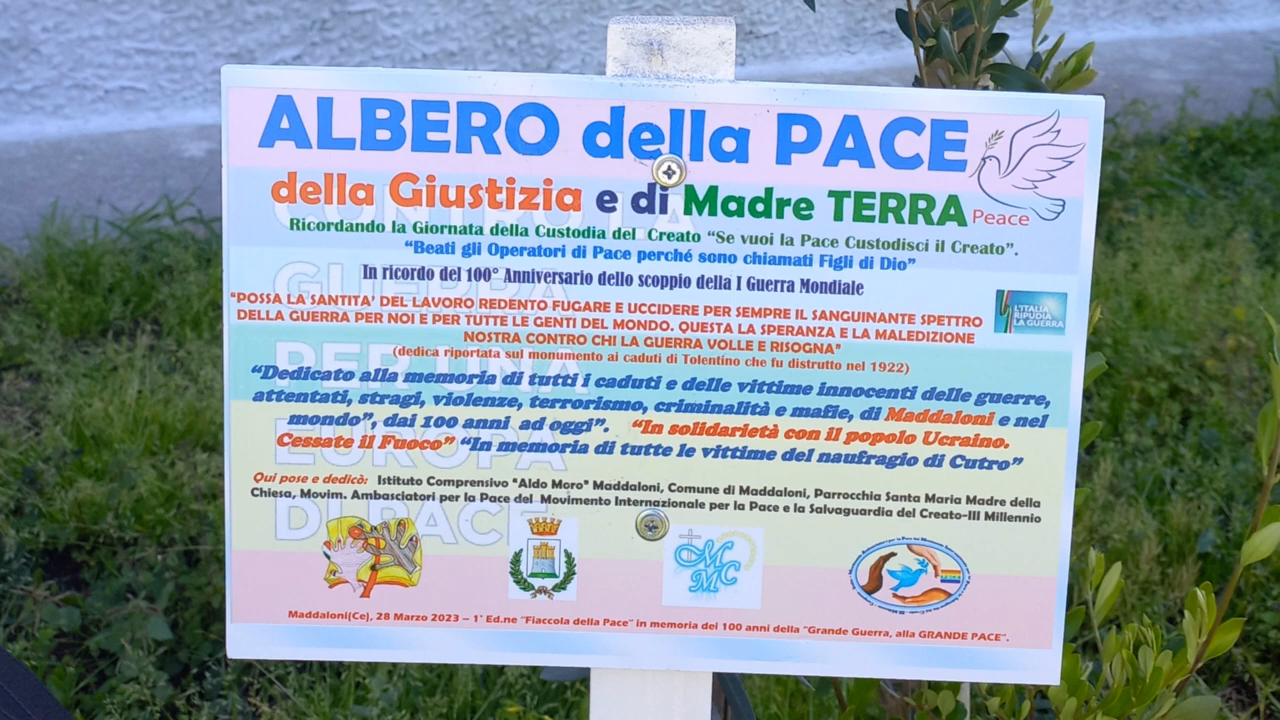 ALBERO della PACE
della Giustizia e di Madre TERRA
Peace
Ricordando la Giornata della Custodia del Creato “Se vuoi la Pace Custodisci il Creato”.
“Beati gli Operatori di Pace perché sono chiamati Figli di Dio”
In ricordo del 100° Anniversario dello scoppio della I Guerra Mondiale
“POSSA LA SANTITA’ DEL LAVORO REDENTO FUGARE E UCCIDERE PER SEMPRE IL SANGUINANTE SPETTRO
DELLA GUERRA PER NOI E PER TUTTE LE GENTI DEL MONDO. QUESTA LA SPERANZA E LA MALEDIZIONE
NOSTRA CONTRO CHI LA GUERRA VOLLE E RISOGNA”
(dedica riportata sul monumento ai caduti di Tolentino che fu distrutto nel 1922)
L'ITALIA
RIPUDIA
LA GUERRA
“Dedicato alla memoria di tutti i caduti e delle vittime innocenti delle guerre,
attentati, stragi, violenze, terrorismo, criminalità e mafie, di Maddaloni e nel
mondo”, dai 100 anni ad oggi”. “In solidarietà con il popolo Ucraino.
Cessate il Fuoco” “In memoria di tutte le vittime del naufragio di Cutro”
Qui pose e dedicò: Istituto Comprensivo “Aldo Moro” Maddaloni, Comune di Maddaloni, Parrocchia Santa Maria Madre della
Chiesa, Movim. Ambasciatori per la Pace del Movimento Internazionale per la Pace e la Salvaguardia del Creato-III Millennio
CONTRO LA
GUERRA
PER UNA
EUROPA
DI PACE
MMC
Maddaloni(Ce), 28 Marzo 2023 – 1° Ed.ne “Fiaccola della Pace” in memoria dei 100 anni della “Grande Guerra, alla GRANDE PACE”.